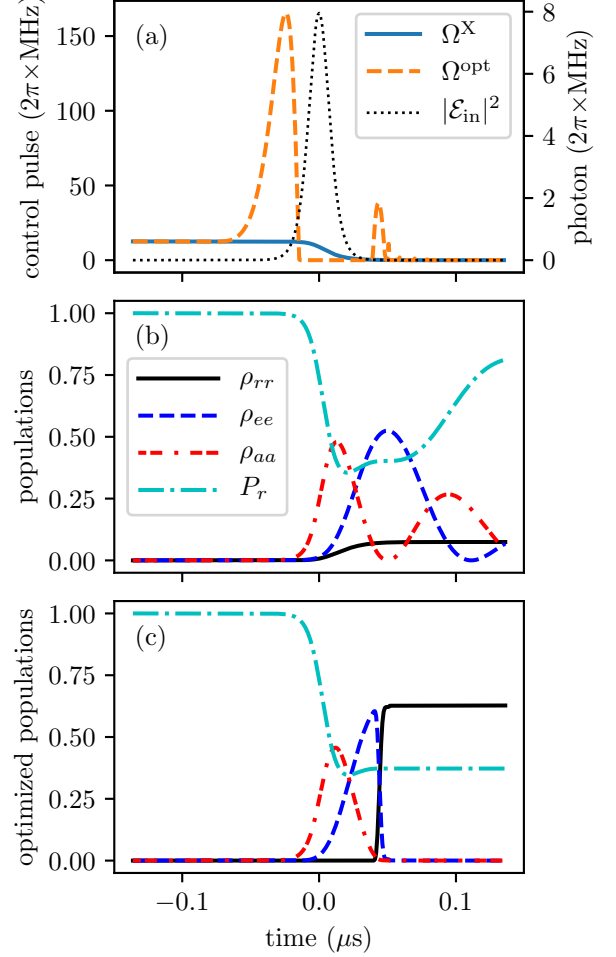 (a)
Ω^X
Ω^opt
|ℰ_in|²
control pulse (2π×MHz)
150
100
50
0
photon (2π×MHz)
8
6
4
2
0
(b)
ρ_rr
ρ_ee
ρ_aa
P_r
populations
1.00
0.75
0.50
0.25
0.00
(c)
optimized populations
1.00
0.75
0.50
0.25
0.00
−0.1 0.0 0.1
time (μs)